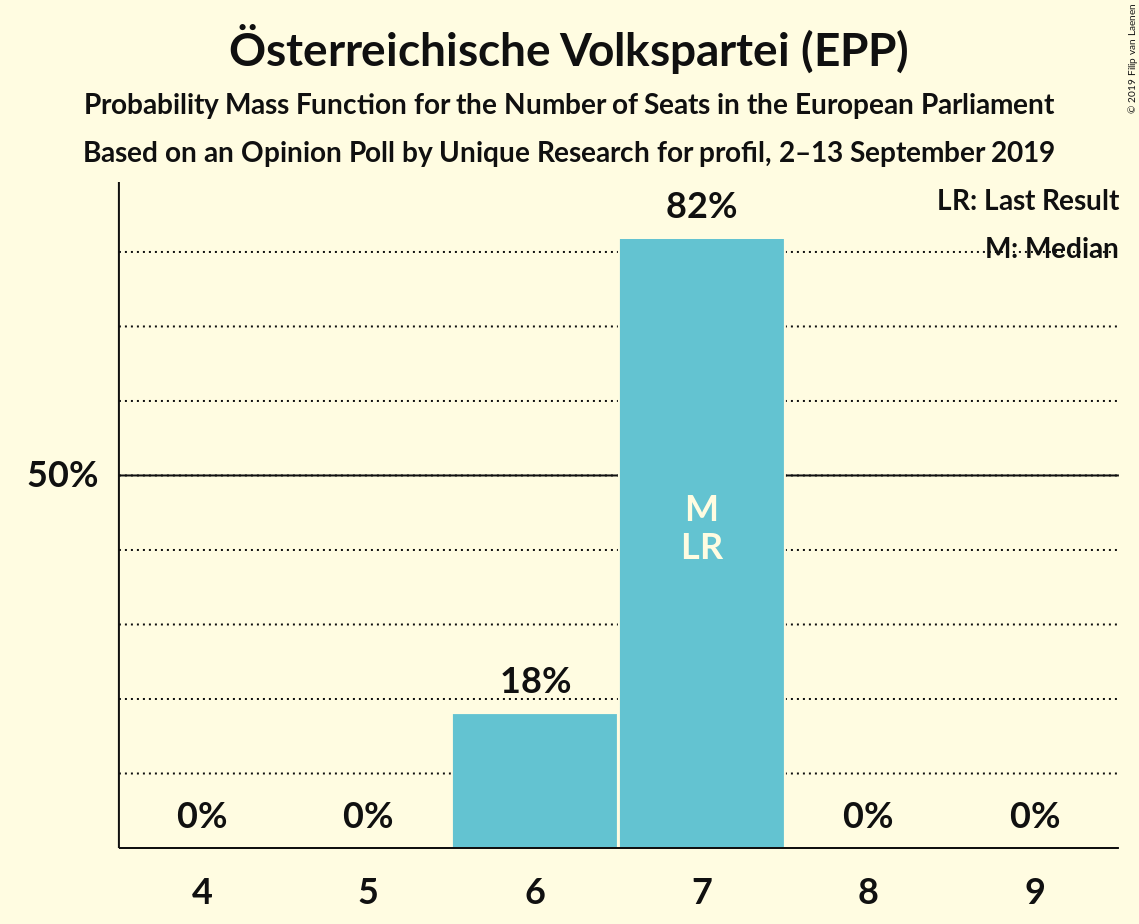 Österreichische Volkspartei (EPP)
Probability Mass Function for the Number of Seats in the European Parliament
Based on an Opinion Poll by Unique Research for profil, 2–13 September 2019
© 2019 Filip van Laenen
LR: Last Result
M: Median
82%
50%
M
LR
18%
0%
0%
0%
0%
4
5
6
7
8
9